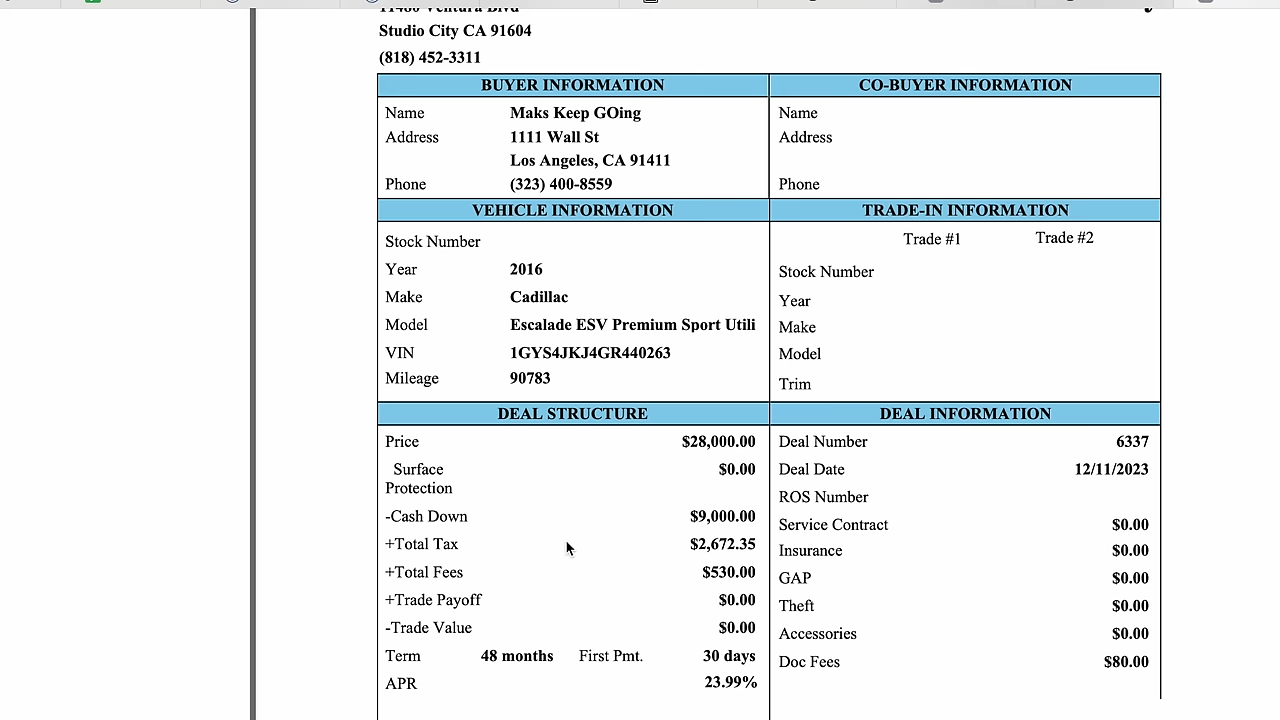 11480 Ventura Blvd
Studio City CA 91604
(818) 452-3311
BUYER INFORMATION
Name Maks Keep GOing
Address 1111 Wall St
Los Angeles, CA 91411
Phone (323) 400-8559
CO-BUYER INFORMATION
Name
Address
Phone
VEHICLE INFORMATION
Stock Number
Year 2016
Make Cadillac
Model Escalade ESV Premium Sport Utili
VIN 1GYS4JKJ4GR440263
Mileage 90783
TRADE-IN INFORMATION
Trade #1 Trade #2
Stock Number
Year
Make
Model
Trim
DEAL STRUCTURE
Price $28,000.00
Surface $0.00
Protection
-Cash Down $9,000.00
+Total Tax $2,672.35
+Total Fees $530.00
+Trade Payoff $0.00
-Trade Value $0.00
Term 48 months First Pmt. 30 days
APR 23.99%
DEAL INFORMATION
Deal Number 6337
Deal Date 12/11/2023
ROS Number
Service Contract $0.00
Insurance $0.00
GAP $0.00
Theft $0.00
Accessories $0.00
Doc Fees $80.00